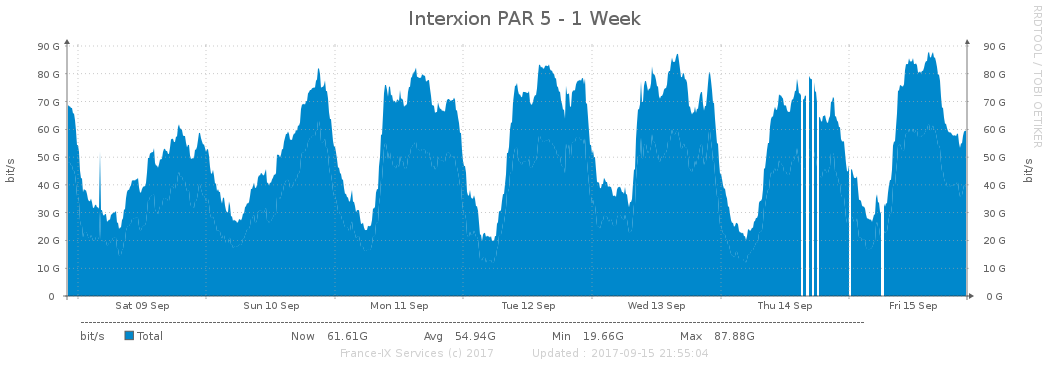 Interxion PAR 5 - 1 Week
RRDTOOL / TOBI OETIKER
bit/s
90 G 90 G
80 G 80 G
70 G 70 G
60 G 60 G
50 G 50 G
40 G 40 G
30 G 30 G
20 G 20 G
10 G 10 G
0 0 G
bit/s
Sat 09 Sep Sun 10 Sep Mon 11 Sep Tue 12 Sep Wed 13 Sep Thu 14 Sep Fri 15 Sep
bit/s Total Now 61.61G Avg 54.94G Min 19.66G Max 87.88G
France-IX Services (c) 2017 Updated : 2017-09-15 21:55:04